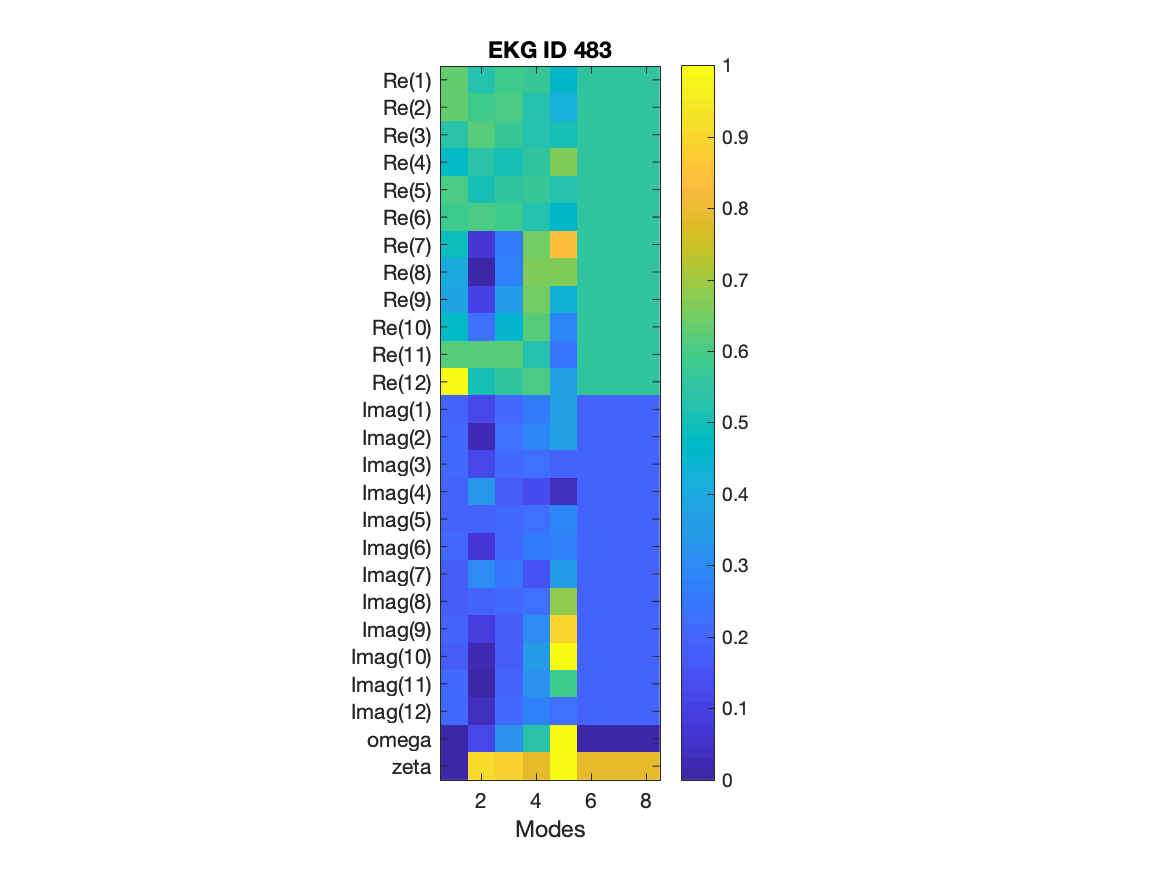 EKG ID 483
Re(1)
Re(2)
Re(3)
Re(4)
Re(5)
Re(6)
Re(7)
Re(8)
Re(9)
Re(10)
Re(11)
Re(12)
Imag(1)
Imag(2)
Imag(3)
Imag(4)
Imag(5)
Imag(6)
Imag(7)
Imag(8)
Imag(9)
Imag(10)
Imag(11)
Imag(12)
omega
zeta
2 4 6 8
Modes
1
0.9
0.8
0.7
0.6
0.5
0.4
0.3
0.2
0.1
0